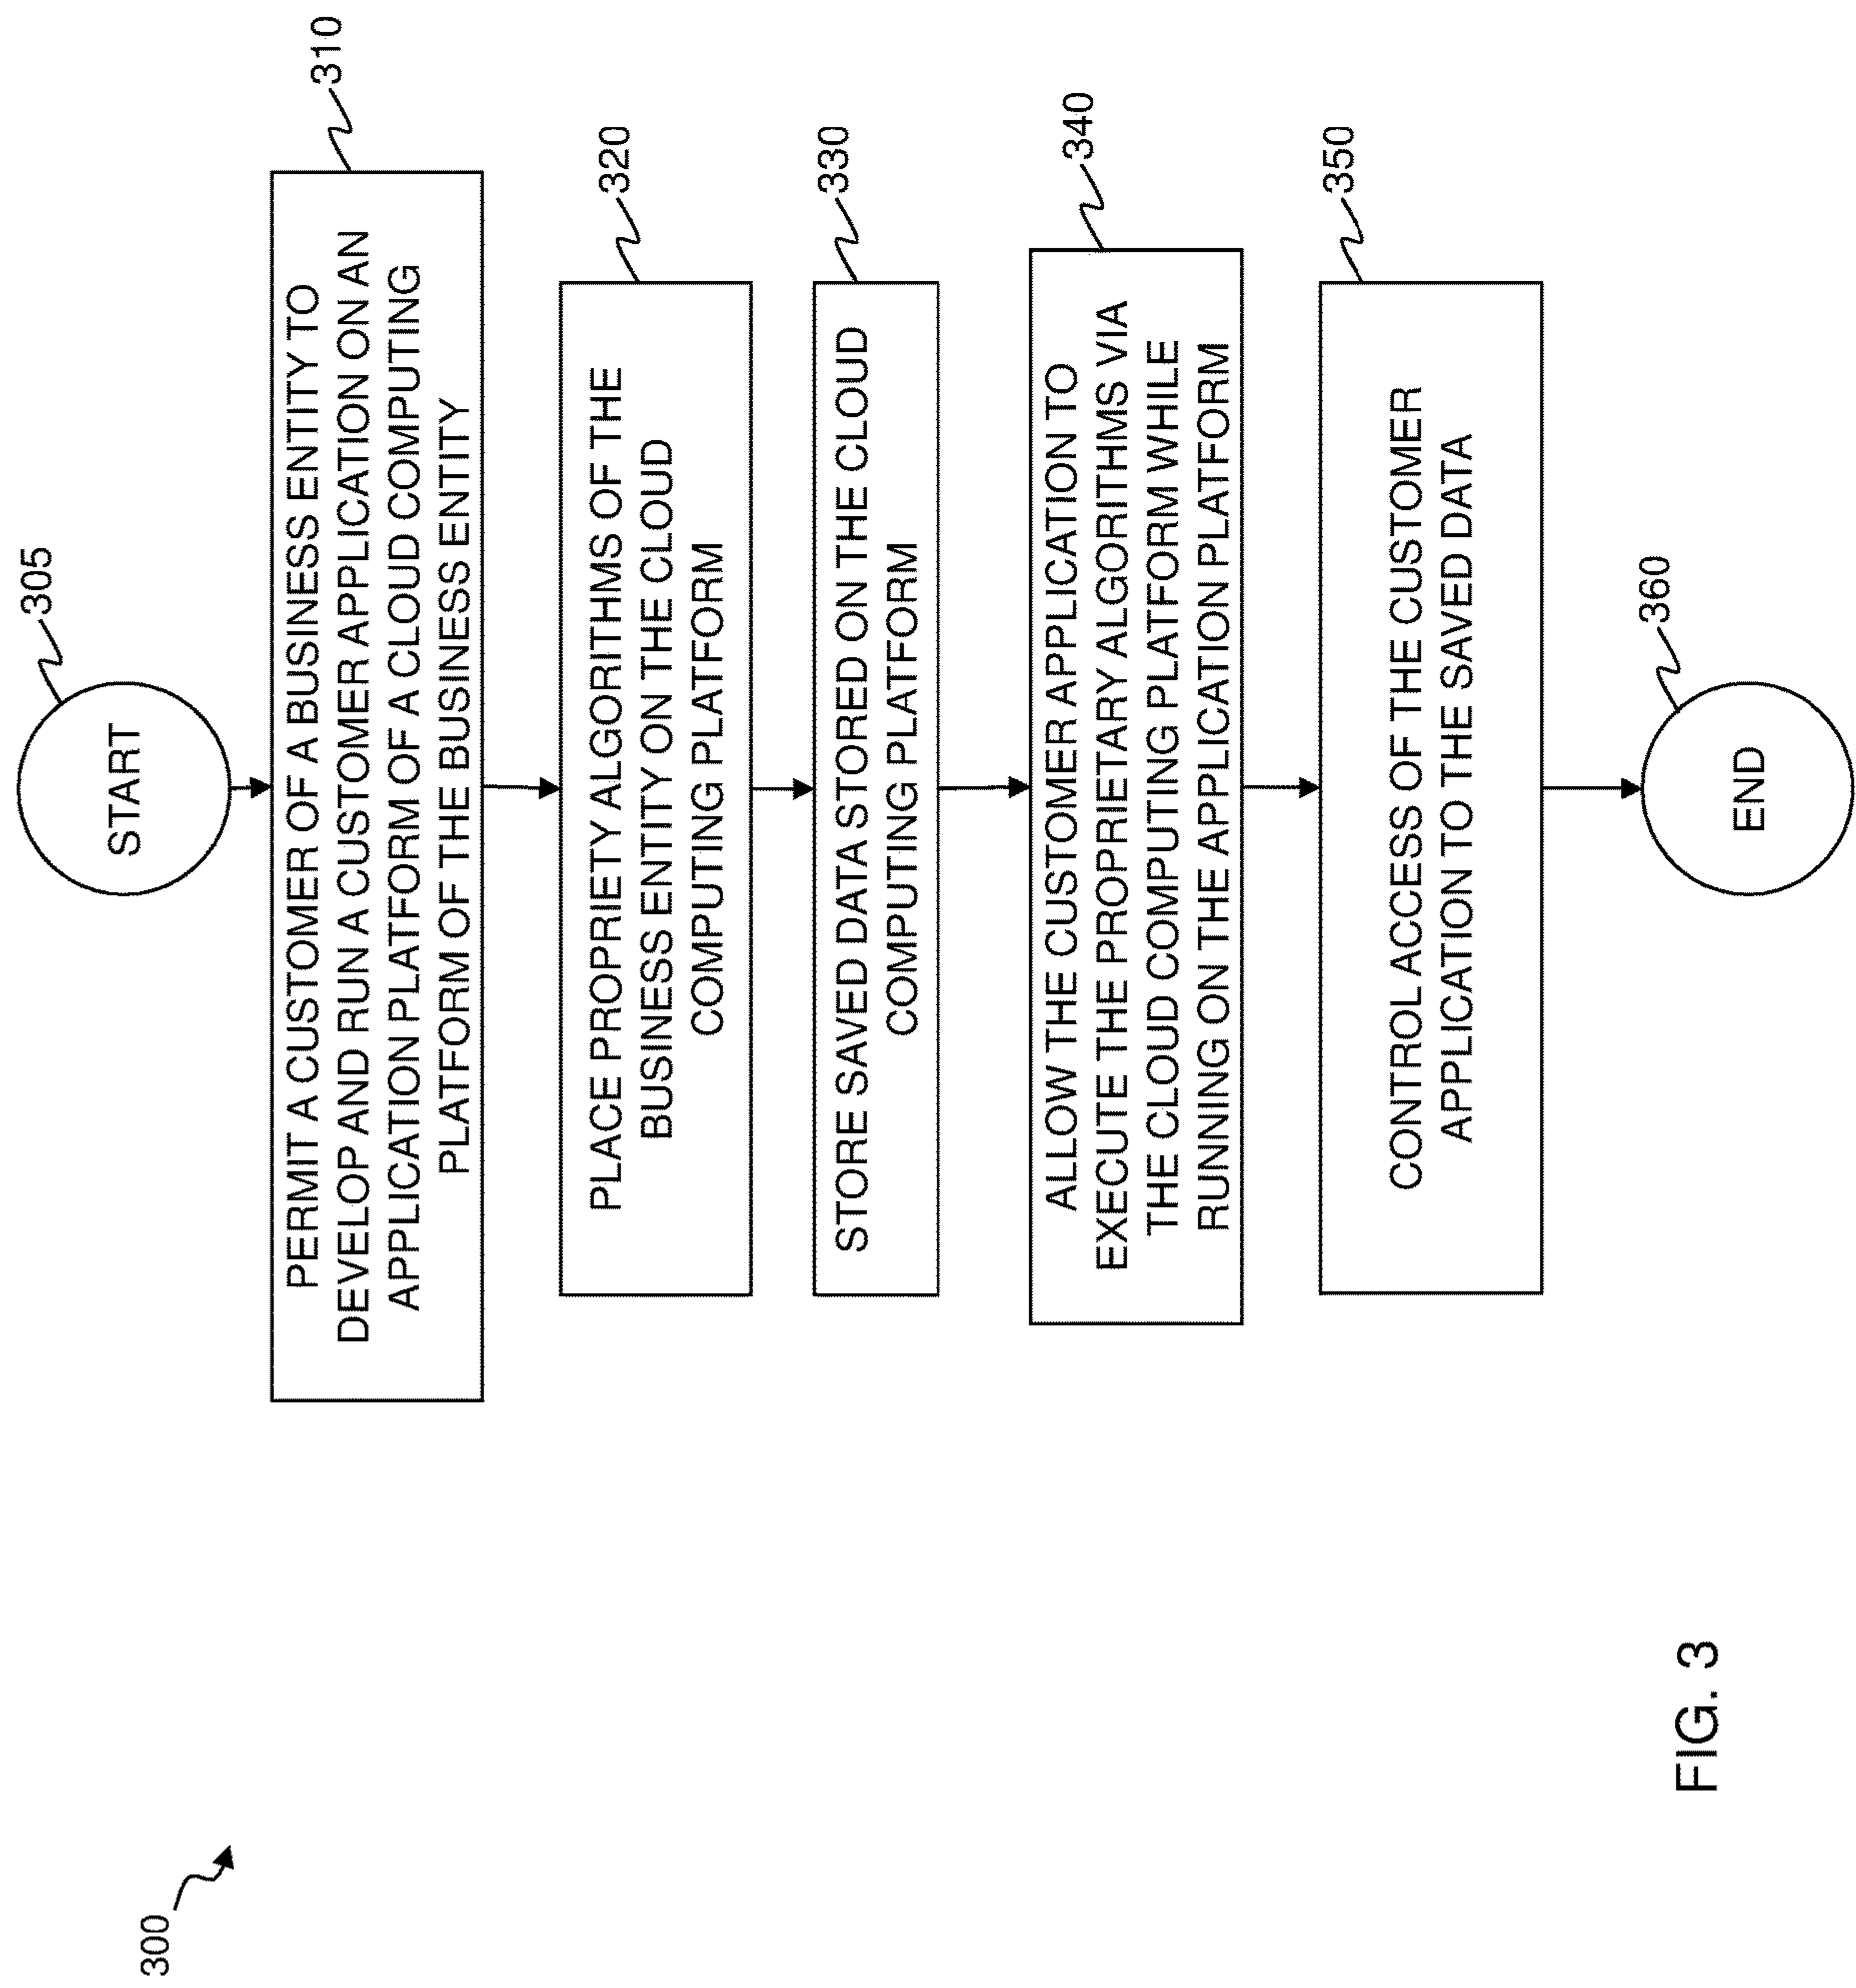 300
START
305
PERMIT A CUSTOMER OF A BUSINESS ENTITY TO
DEVELOP AND RUN A CUSTOMER APPLICATION ON AN
APPLICATION PLATFORM OF A CLOUD COMPUTING
PLATFORM OF THE BUSINESS ENTITY
310
PLACE PROPRIETY ALGORITHMS OF THE
BUSINESS ENTITY ON THE CLOUD
COMPUTING PLATFORM
320
STORE SAVED DATA STORED ON THE CLOUD
COMPUTING PLATFORM
330
ALLOW THE CUSTOMER APPLICATION TO
EXECUTE THE PROPRIETARY ALGORITHMS VIA
THE CLOUD COMPUTING PLATFORM WHILE
RUNNING ON THE APPLICATION PLATFORM
340
CONTROL ACCESS OF THE CUSTOMER
APPLICATION TO THE SAVED DATA
350
END
360
FIG. 3